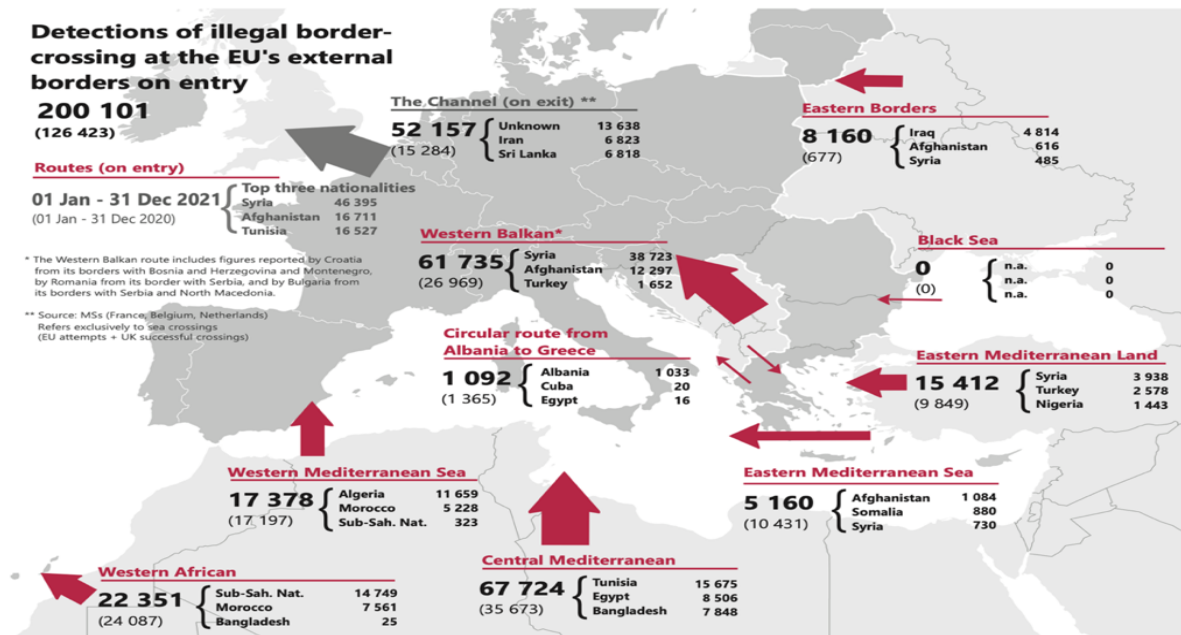 Detections of illegal border-
crossing at the EU's external
borders on entry
200 101
(126 423)
Routes (on entry)
01 Jan - 31 Dec 2021
(01 Jan - 31 Dec 2020)
Top three nationalities
Syria 46 395
Afghanistan 16 711
Tunisia 16 527
* The Western Balkan route includes figures reported by Croatia
from its borders with Bosnia and Herzegovina and Montenegro,
by Romania from its border with Serbia, and by Bulgaria from
its borders with Serbia and North Macedonia.
** Source: MSs (France, Belgium, Netherlands)
Refers exclusively to sea crossings
(EU attempts + UK successful crossings)
The Channel (on exit) **
52 157
(15 284)
Unknown 13 638
Iran 6 823
Sri Lanka 6 818
Eastern Borders
8 160
(677)
Iraq 4 814
Afghanistan 616
Syria 485
Western Balkan*
61 735
(26 969)
Syria 38 723
Afghanistan 12 297
Turkey 1 652
Black Sea
0
(0)
n.a. 0
n.a. 0
n.a. 0
Circular route from
Albania to Greece
1 092
(1 365)
Albania 1 033
Cuba 20
Egypt 16
Eastern Mediterranean Land
15 412
(9 849)
Syria 3 938
Turkey 2 578
Nigeria 1 443
Western Mediterranean Sea
17 378
(17 197)
Algeria 11 659
Morocco 5 228
Sub-Sah. Nat. 323
Eastern Mediterranean Sea
5 160
(10 431)
Afghanistan 1 084
Somalia 880
Syria 730
Western African
22 351
(24 087)
Sub-Sah. Nat. 14 749
Morocco 7 561
Bangladesh 25
Central Mediterranean
67 724
(35 673)
Tunisia 15 675
Egypt 8 506
Bangladesh 7 848